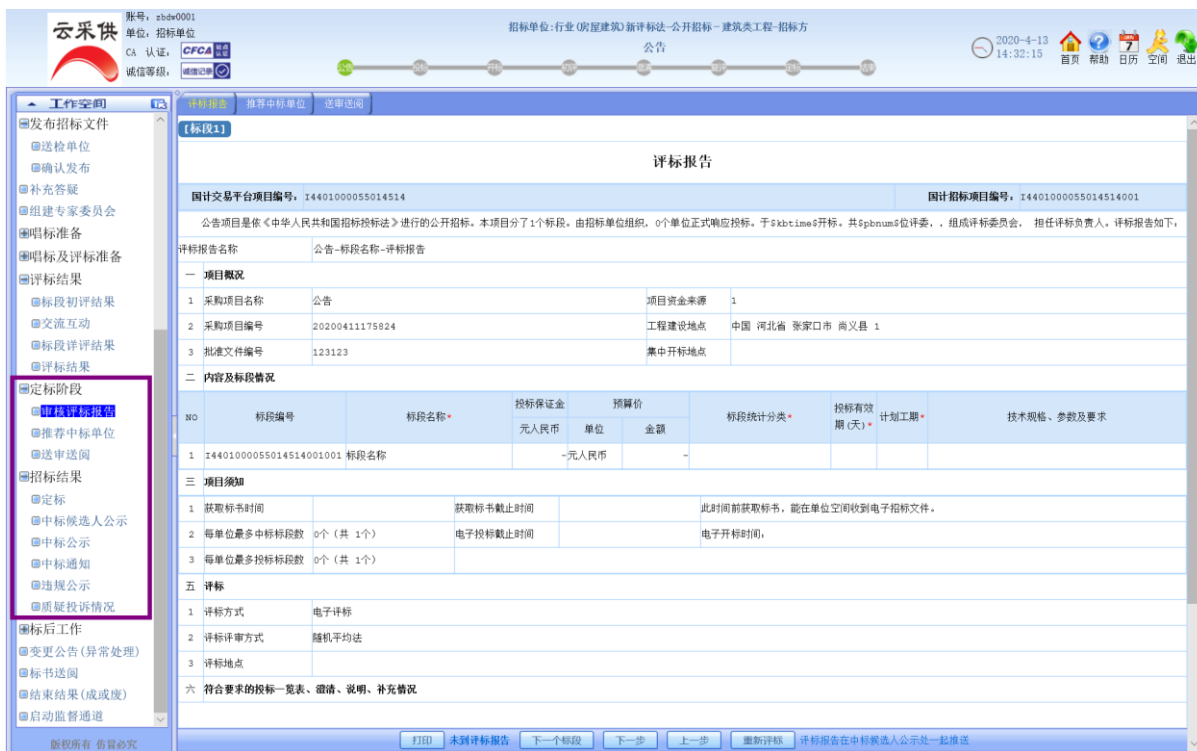 云采供
账号: zbdw0001
单位: 招标单位
CA 认证:
CFCA
诚信等级:
诚信记录
招标单位:行业(房屋建筑)新评标法-公开招标-建筑类工程-招标方
公告
2020-4-13
14:32:15
首页 帮助 日历 空间 退出
工作空间
发布招标文件
送检单位
确认发布
补充答疑
组建专家委员会
唱标准备
唱标及评标准备
评标结果
标段初评结果
交流互动
标段详评结果
评标结果
定标阶段
审核评标报告
推荐中标单位
送审送阅
招标结果
定标
中标候选人公示
中标公示
中标通知
违规公示
质疑投诉情况
标后工作
变更公告(异常处理)
标书送阅
结束结果(成或废)
启动监督通道
版权所有 仿冒必究
评标报告 推荐中标单位 送审送阅
[标段1]
评标报告
国计交易平台项目编号: I4401000055014514 国计招标项目编号: I4401000055014514001
公告项目是依《中华人民共和国招标投标法》进行的公开招标。本项目分了1个标段。由招标单位组织，0个单位正式响应投标。于$kbtime$开标。共$pbnum$位评委，，组成评标委员会， 担任评标负责人。评标报告如下:
评标报告名称 公告-标段名称-评标报告
一 项目概况
1 采购项目名称 公告 项目资金来源 1
2 采购项目编号 20200411175824 工程建设地点 中国 河北省 张家口市 尚义县 1
3 批准文件编号 123123 集中开标地点
二 内容及标段情况
NO 标段编号 标段名称* 投标保证金 预算价 标段统计分类* 投标有效期(天)* 计划工期* 技术规格、参数及要求
元人民币 单位 金额
1 I4401000055014514001001 标段名称 - 元人民币 -
三 项目须知
1 获取标书时间 获取标书截止时间 此时间前获取标书，能在单位空间收到电子招标文件。
2 每单位最多中标标段数 0个 (共 1个) 电子投标截止时间 电子开标时间:
3 每单位最多投标标段数 0个 (共 1个)
五 评标
1 评标方式 电子评标
2 评标评审方式 随机平均法
3 评标地点
六 符合要求的投标一览表、澄清、说明、补充情况
打印 未到评标报告 下一个标段 下一步 上一步 重新评标 评标报告在中标候选人公示处一起推送